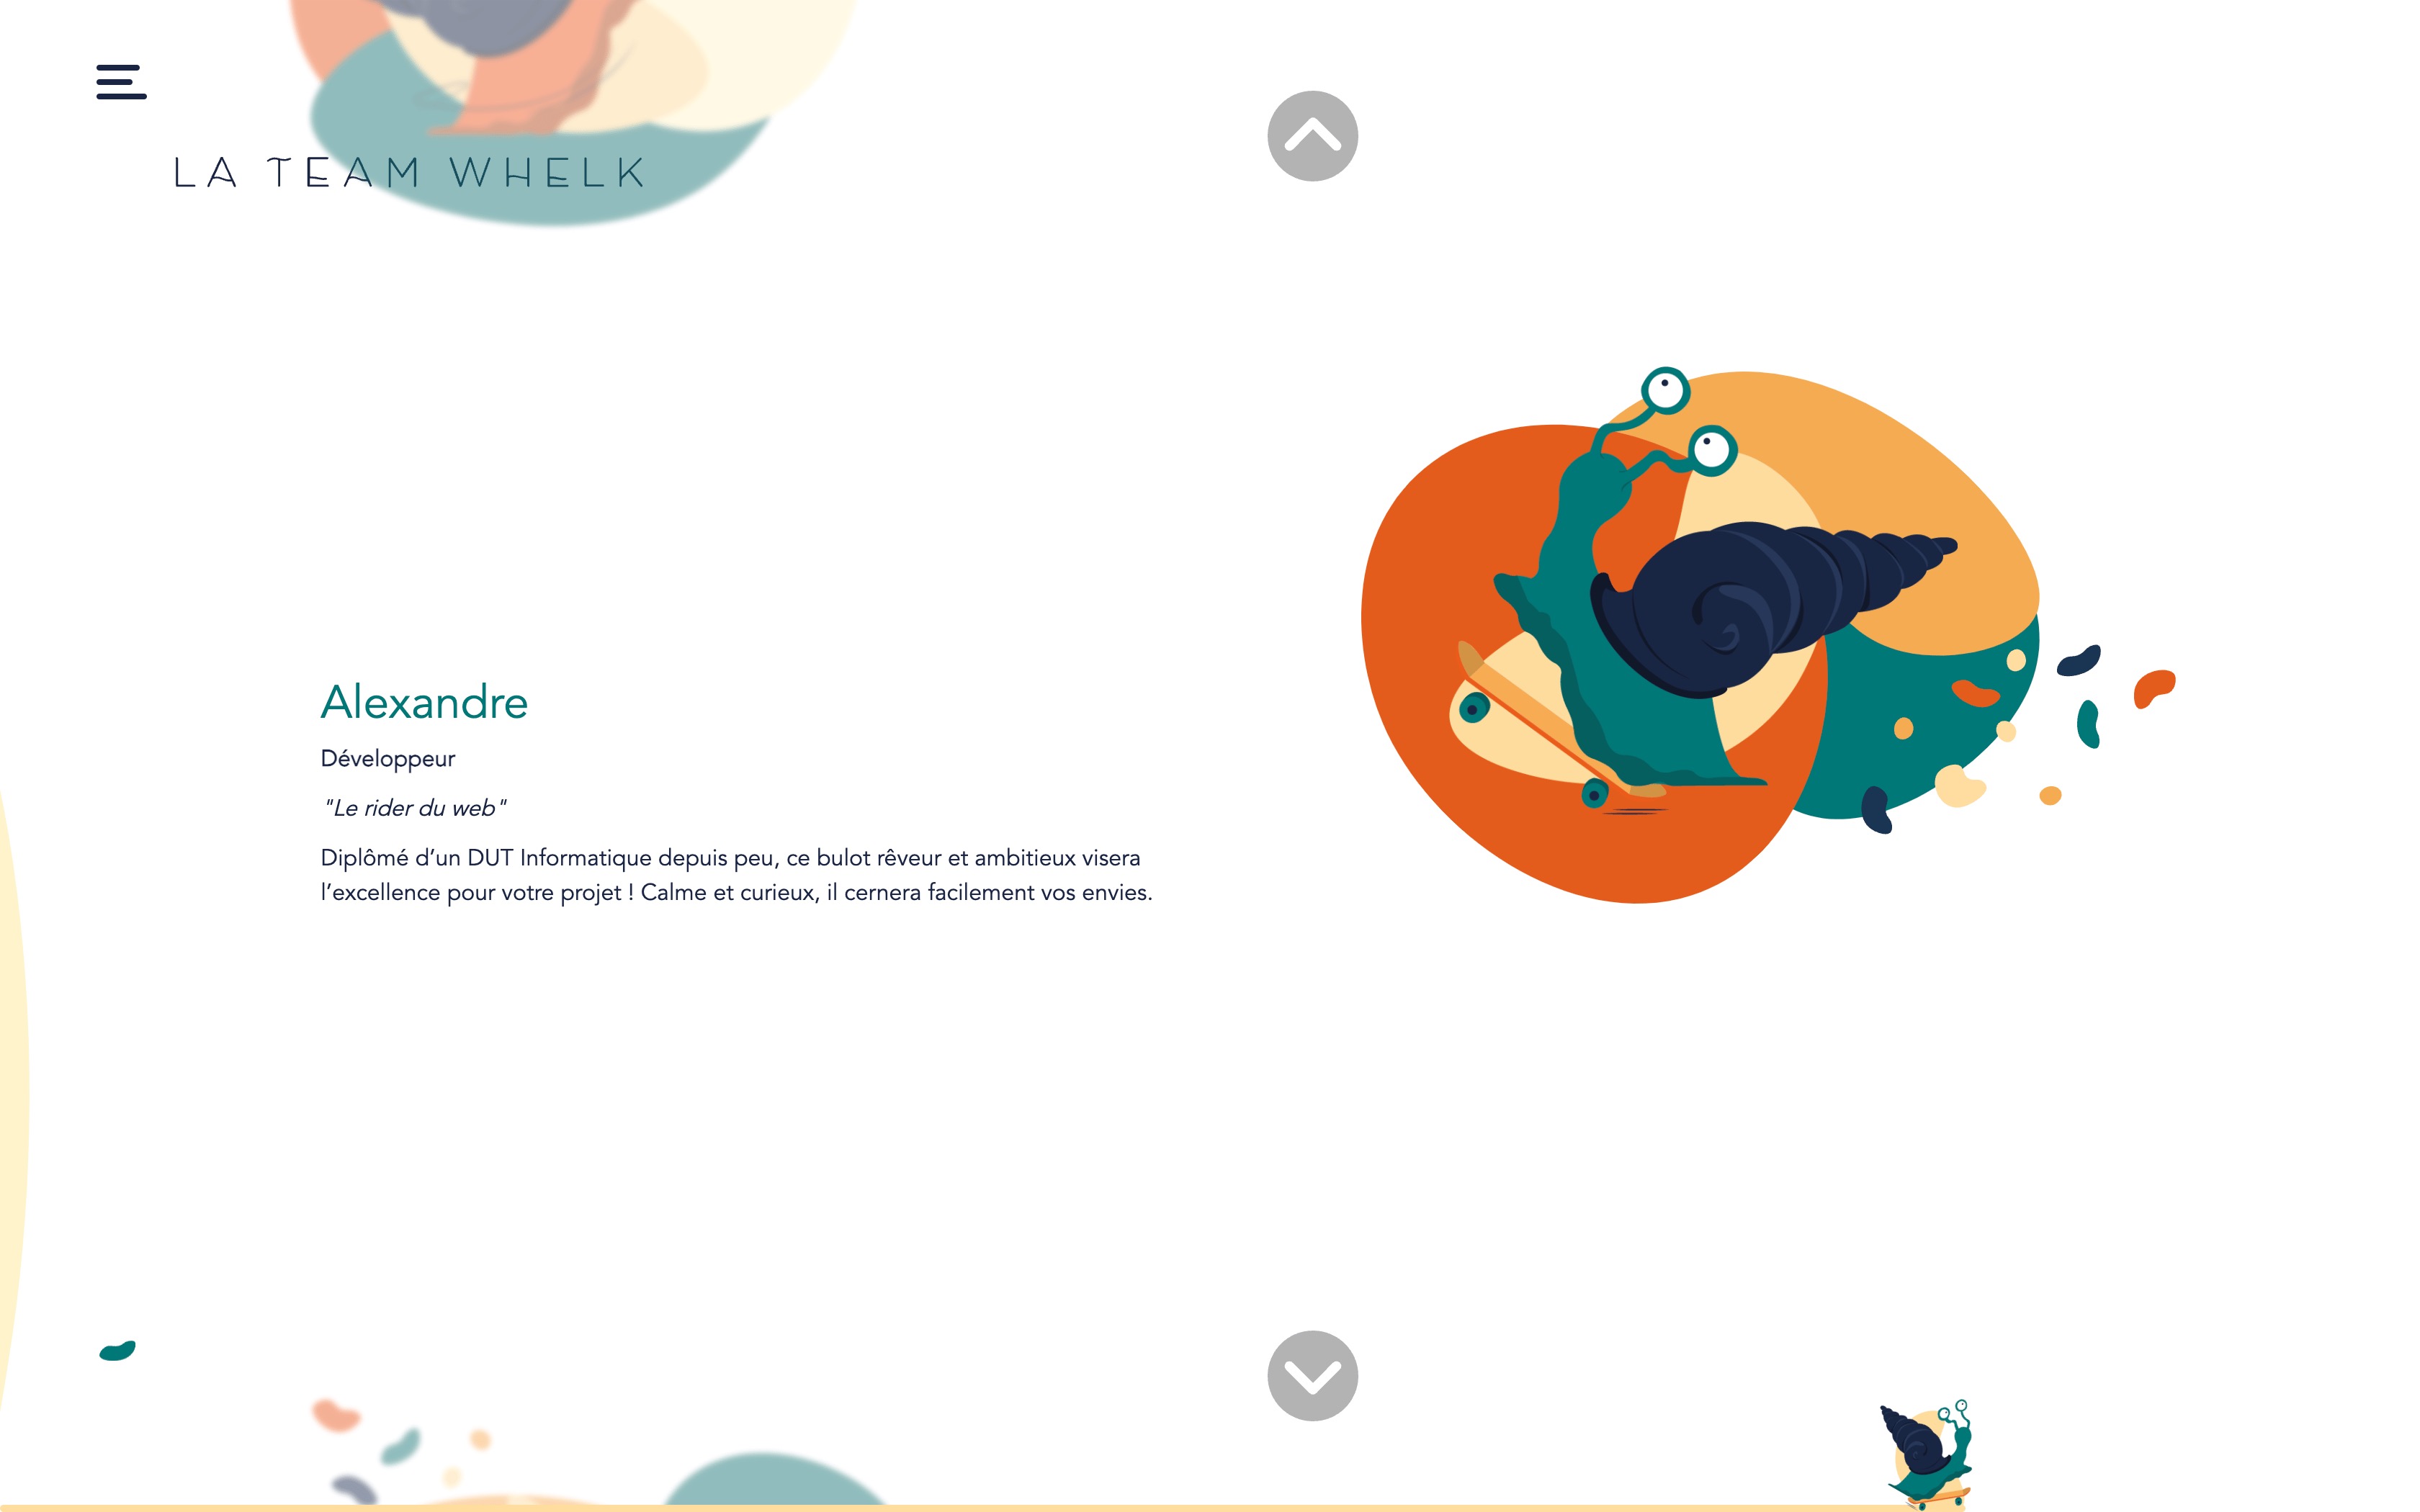 LA TEAM WHELK
Alexandre
Développeur
"Le rider du web"
Diplômé d’un DUT Informatique depuis peu, ce bulot rêveur et ambitieux visera
l’excellence pour votre projet ! Calme et curieux, il cernera facilement vos envies.